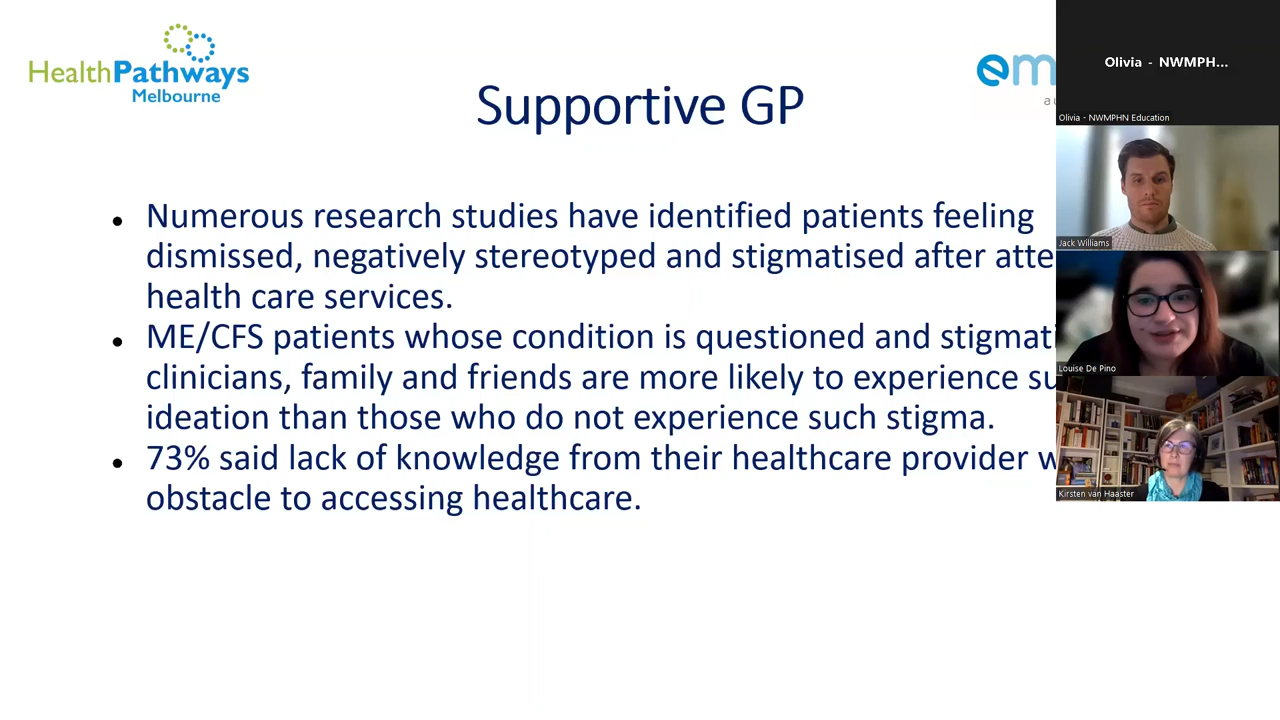 HealthPathways
Melbourne
em
Supportive GP
Numerous research studies have identified patients feeling
dismissed, negatively stereotyped and stigmatised after atte
health care services.
ME/CFS patients whose condition is questioned and stigmati
clinicians, family and friends are more likely to experience su
ideation than those who do not experience such stigma.
73% said lack of knowledge from their healthcare provider w
obstacle to accessing healthcare.
Olivia - NWMPH...
Olivia - NWMPHN Education
Jack Williams
Louise De Pino
Kirsten van Haaster